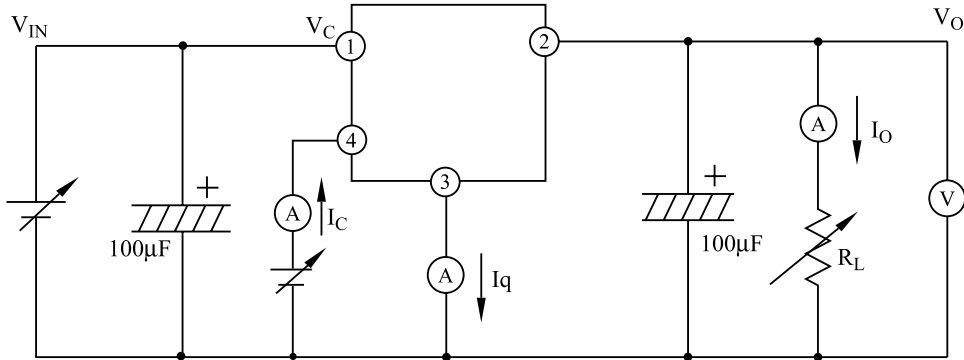 V_IN
V_C
V_O
1
2
4
3
A
I_O
+
+
A
I_C
V
100µF
100µF
R_L
A
Iq